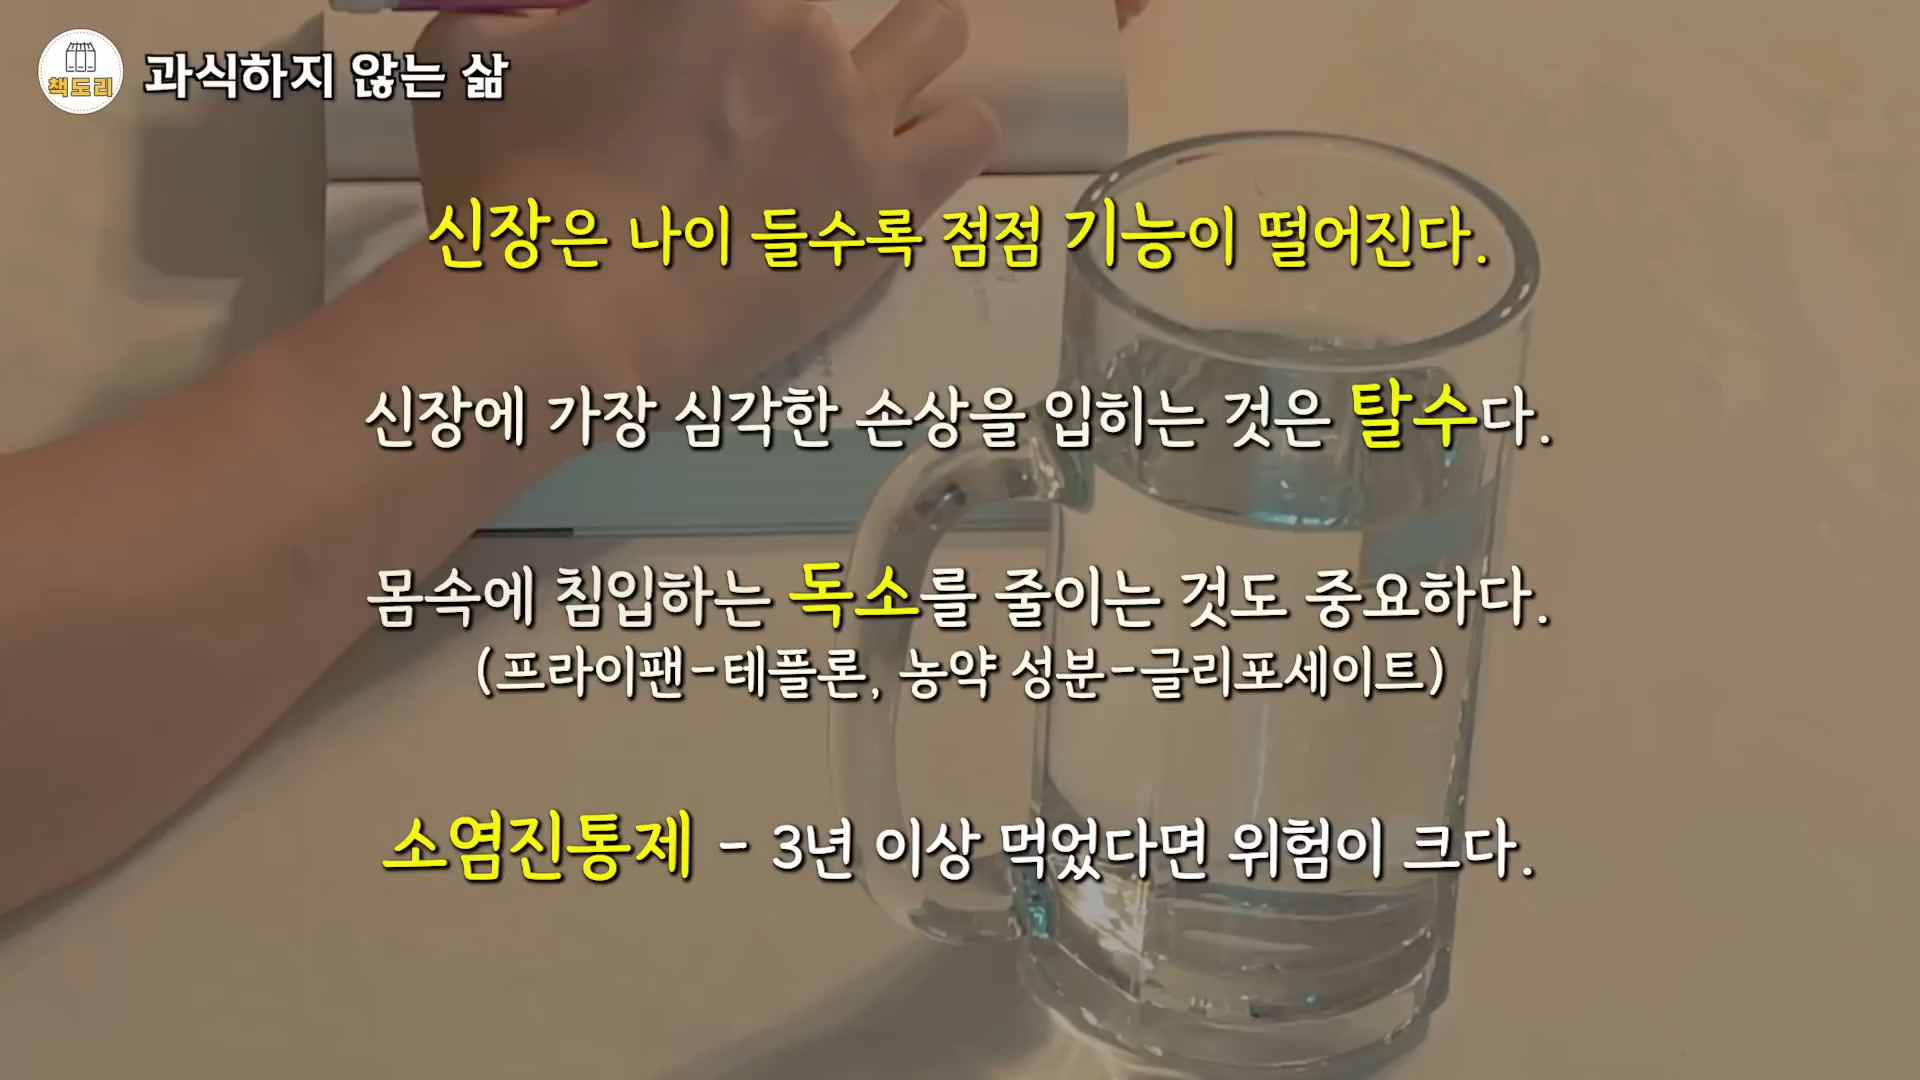 책도리
과식하지 않는 삶
신장은 나이 들수록 점점 기능이 떨어진다.
신장에 가장 심각한 손상을 입히는 것은 탈수다.
몸속에 침입하는 독소를 줄이는 것도 중요하다.
(프라이팬-테플론, 농약 성분-글리포세이트)
소염진통제 - 3년 이상 먹었다면 위험이 크다.